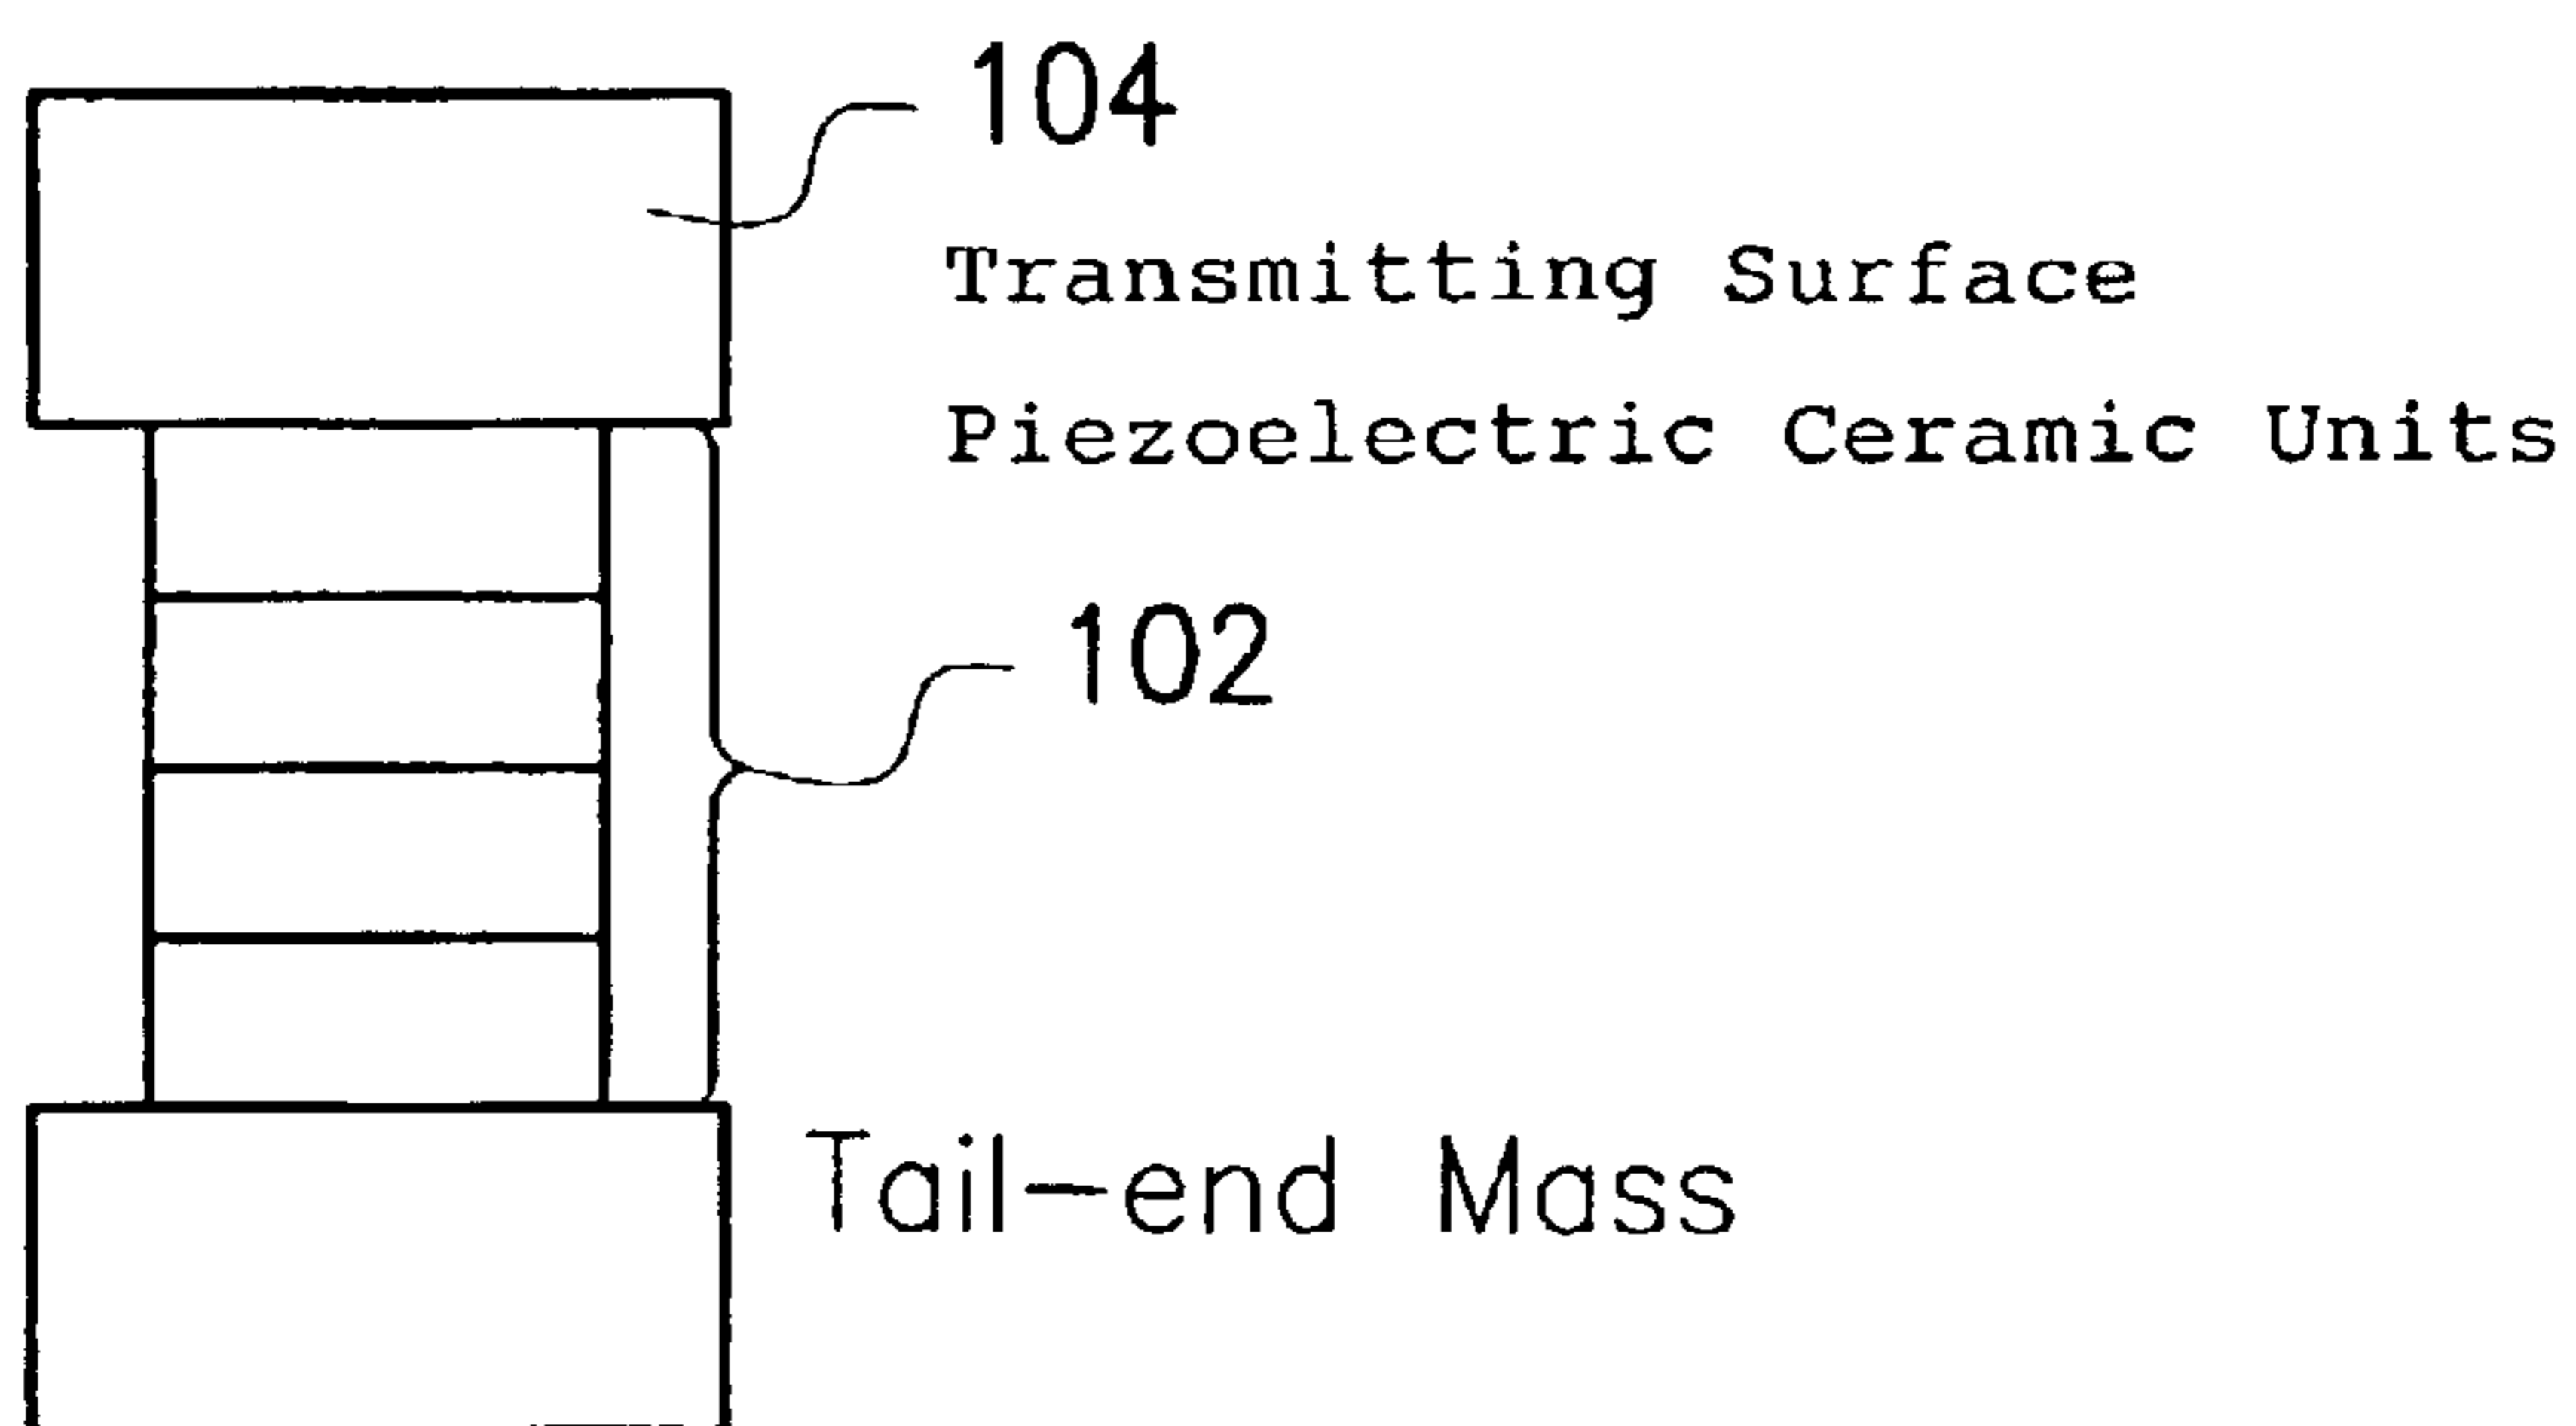 104
Transmitting Surface
Piezoelectric Ceramic Units
102
Tail-end Mass